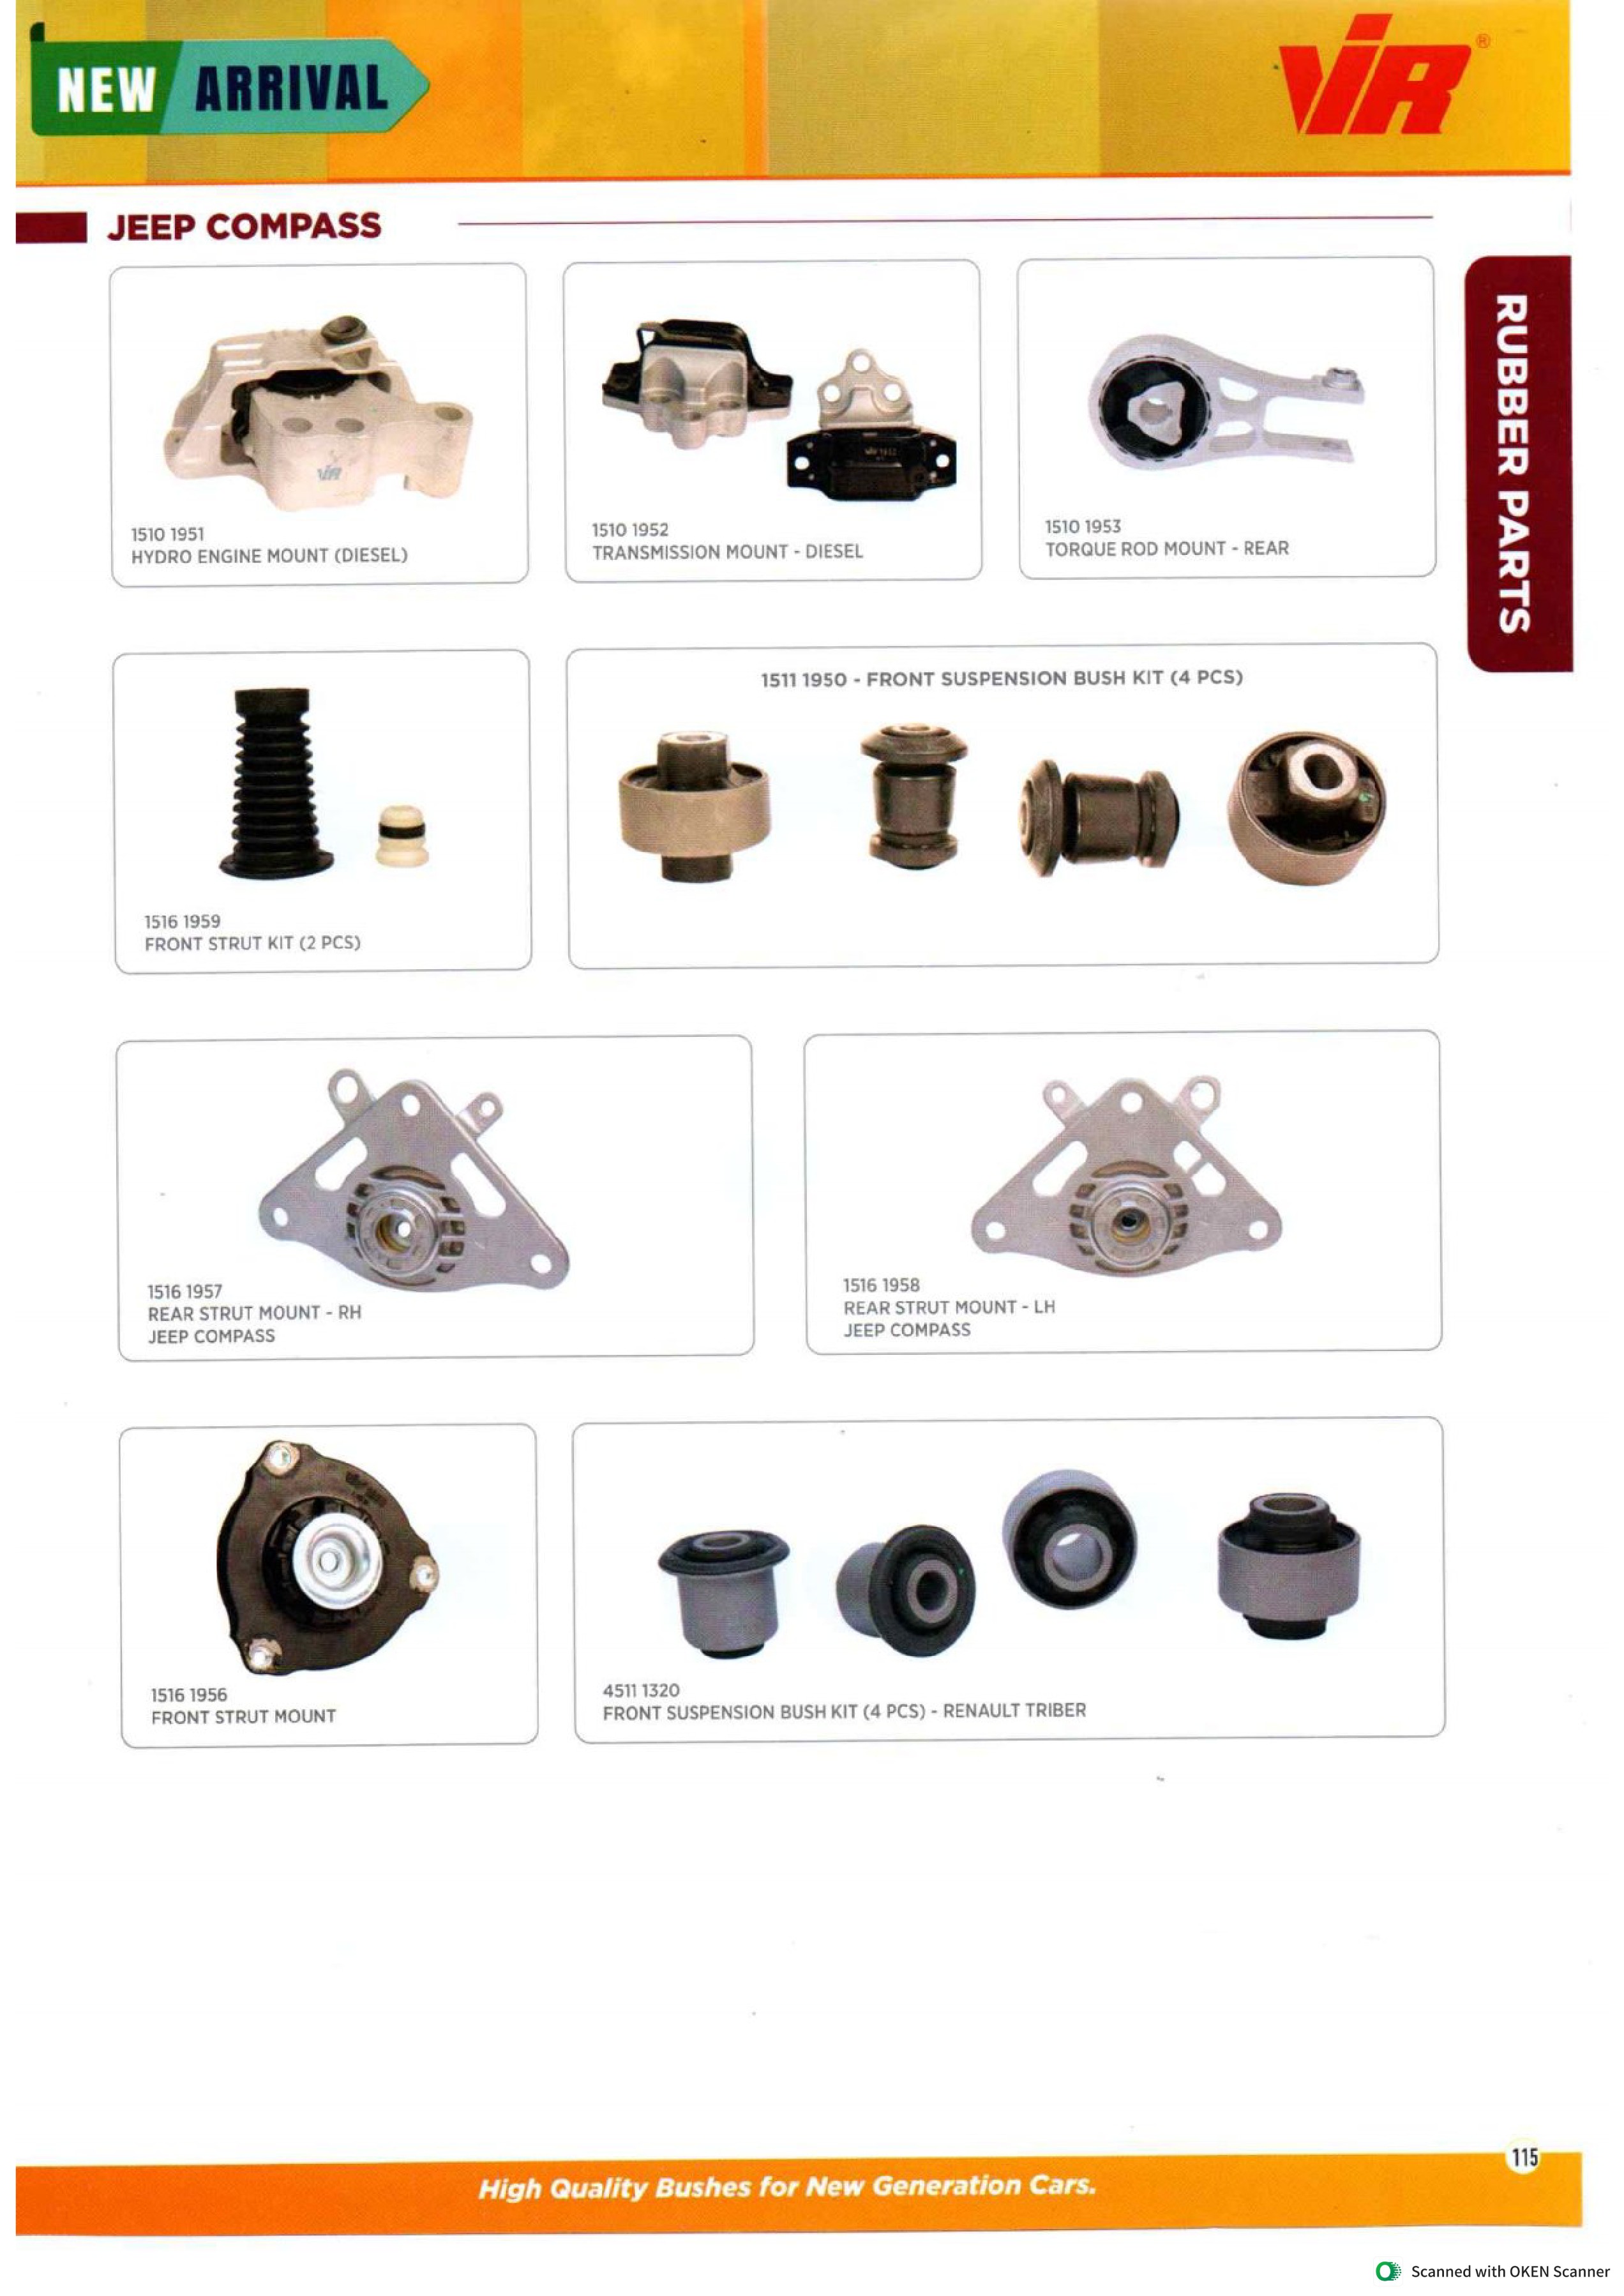 NEW ARRIVAL
ViR ®
JEEP COMPASS
RUBBER PARTS
1510 1951
HYDRO ENGINE MOUNT (DIESEL)
1510 1952
TRANSMISSION MOUNT - DIESEL
1510 1953
TORQUE ROD MOUNT - REAR
1516 1959
FRONT STRUT KIT (2 PCS)
1511 1950 - FRONT SUSPENSION BUSH KIT (4 PCS)
1516 1957
REAR STRUT MOUNT - RH
JEEP COMPASS
1516 1958
REAR STRUT MOUNT - LH
JEEP COMPASS
1516 1956
FRONT STRUT MOUNT
4511 1320
FRONT SUSPENSION BUSH KIT (4 PCS) - RENAULT TRIBER
115
High Quality Bushes for New Generation Cars.
Scanned with OKEN Scanner